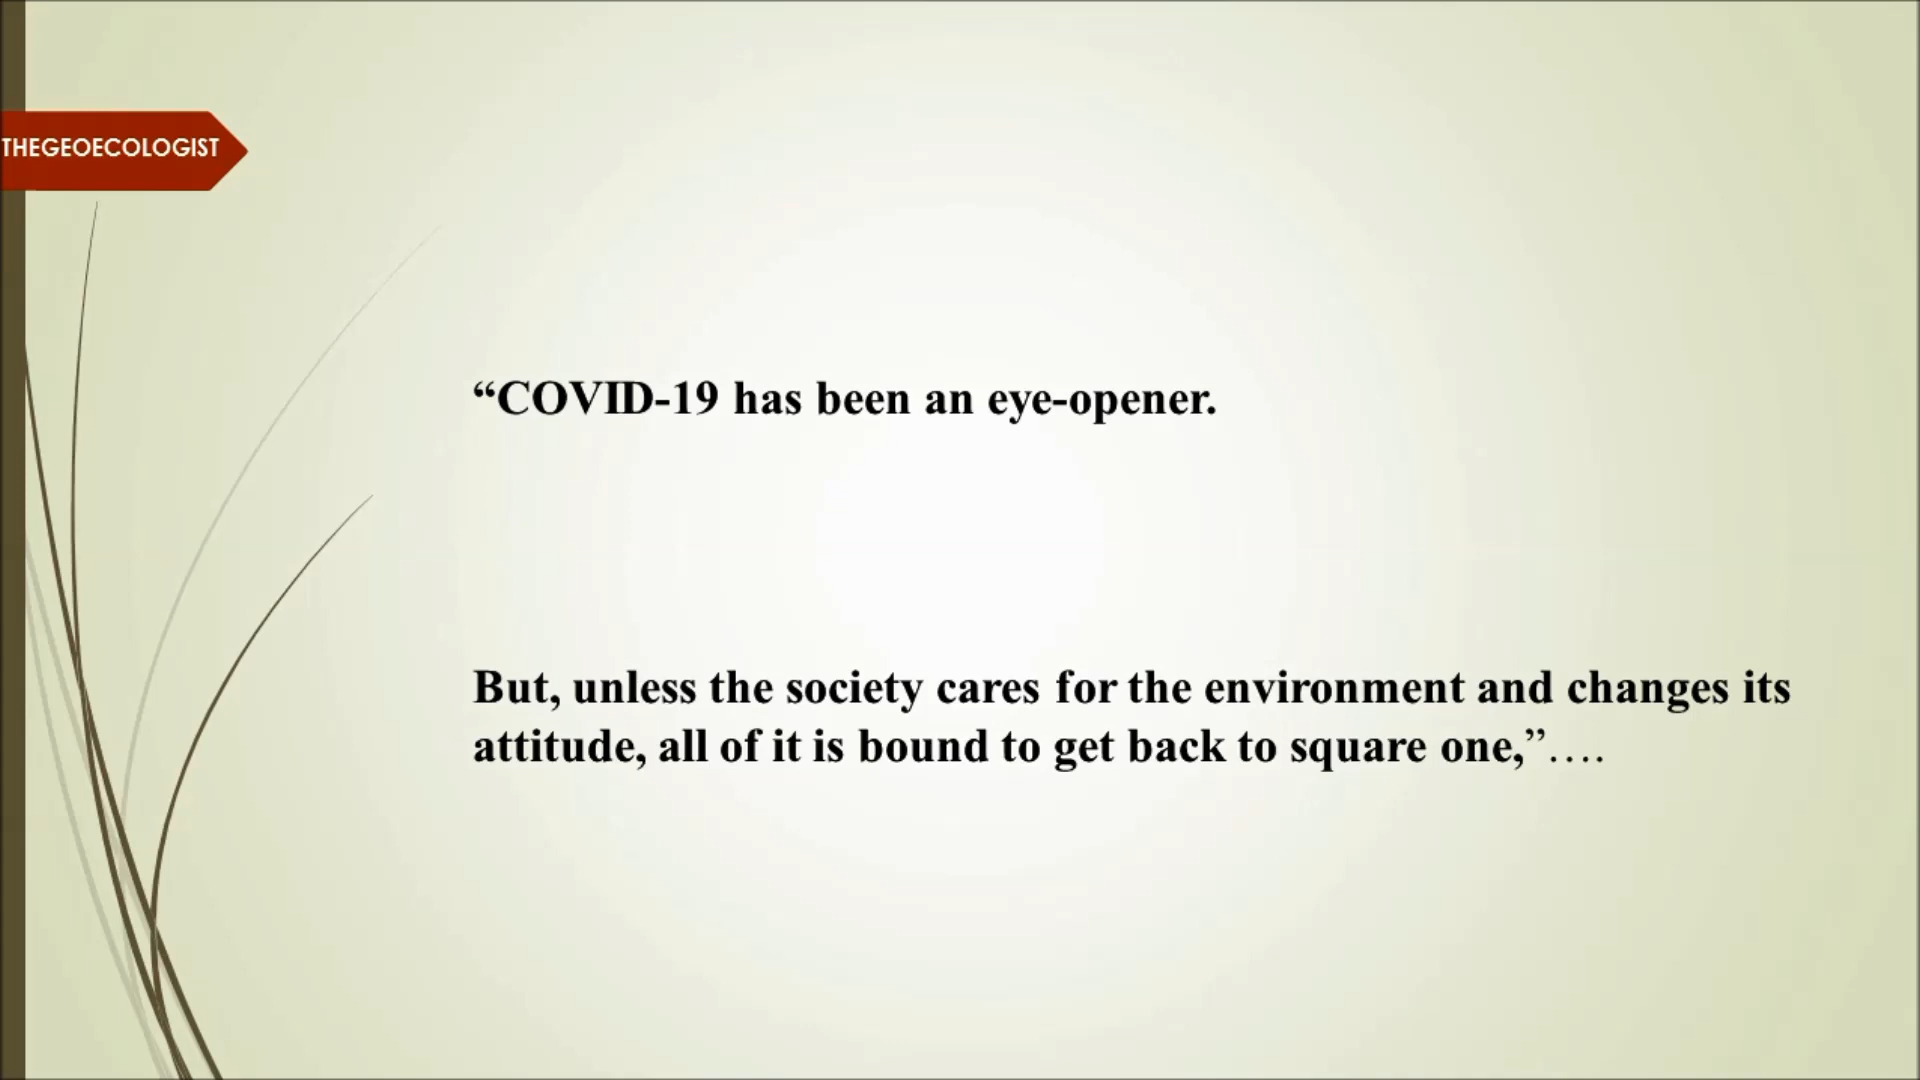 THEGEOECOLOGIST
“COVID-19 has been an eye-opener.
But, unless the society cares for the environment and changes its
attitude, all of it is bound to get back to square one,”….